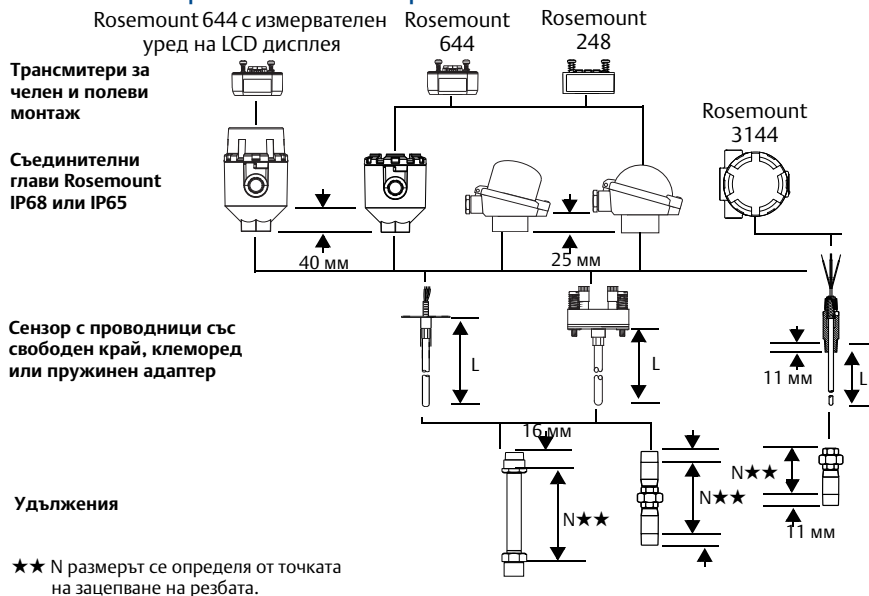 Rosemount 644 с измервателен
уред на LCD дисплея
Rosemount
644
Rosemount
248
Трансмитери за
челен и полеви
монтаж
Rosemount
3144
Съединителни
глави Rosemount
IP68 или IP65
40 мм
25 мм
Сензор с проводници със
свободен край, клеморед
или пружинен адаптер
L
L
11 мм
L
16 мм
Удължения
N★★
N★★
N★★
11 мм
★★ N размерът се определя от точката
на зацепване на резбата.